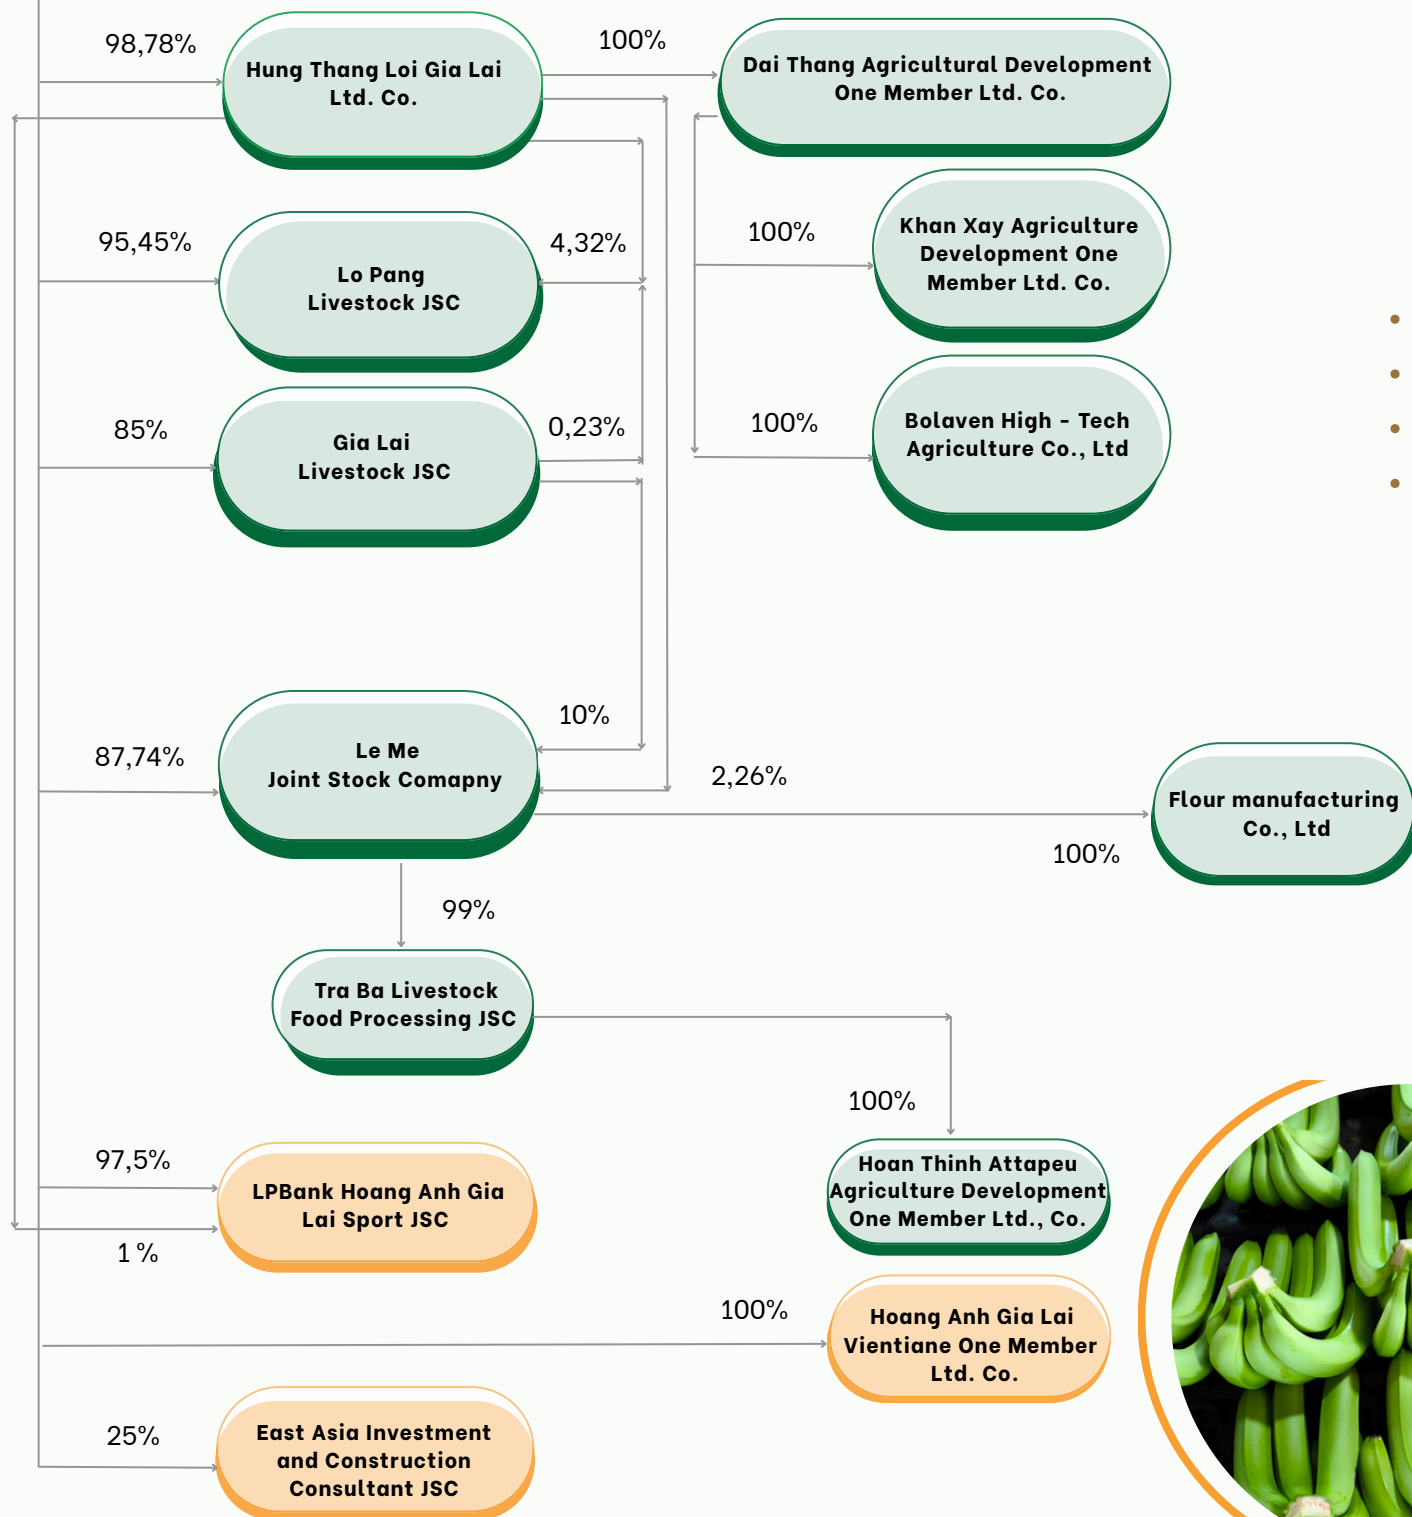 98,78%
Hung Thang Loi Gia Lai
Ltd. Co.
100%
Dai Thang Agricultural Development
One Member Ltd. Co.
95,45%
Lo Pang
Livestock JSC
4,32%
100%
Khan Xay Agriculture
Development One
Member Ltd. Co.
85%
Gia Lai
Livestock JSC
0,23%
100%
Bolaven High - Tech
Agriculture Co., Ltd
87,74%
Le Me
Joint Stock Comapny
10%
2,26%
Flour manufacturing
Co., Ltd
100%
99%
Tra Ba Livestock
Food Processing JSC
100%
Hoan Thinh Attapeu
Agriculture Development
One Member Ltd., Co.
97,5%
LPBank Hoang Anh Gia
Lai Sport JSC
1 %
100%
Hoang Anh Gia Lai
Vientiane One Member
Ltd. Co.
25%
East Asia Investment
and Construction
Consultant JSC